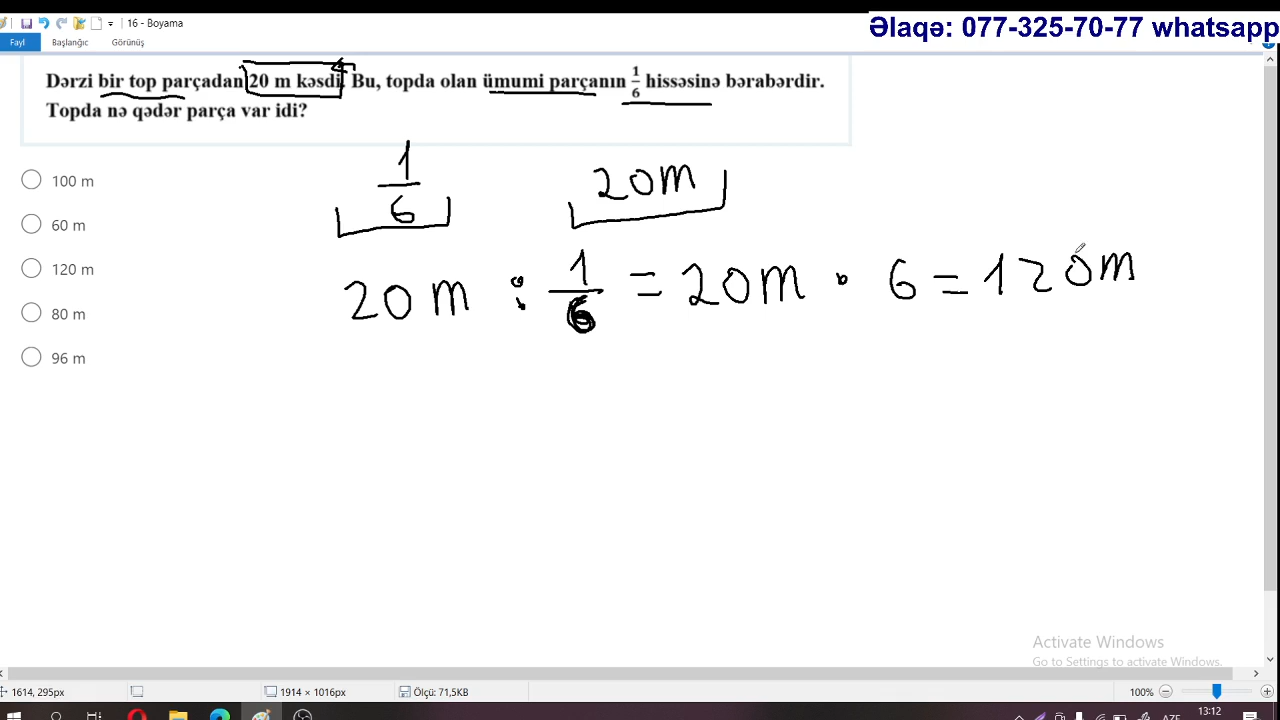 16 - Boyama
Əlaqə: 077-325-70-77 whatsapp
Fayl Başlanğıc Görünüş
Dərzi bir top parçadan 20 m kəsdi. Bu, topda olan ümumi parçanın 1/6 hissəsinə bərabərdir.
Topda nə qədər parça var idi?
100 m
60 m
120 m
80 m
96 m
1/6 20m
20m : 1/6 = 20m · 6 = 120m
Activate Windows
Go to Settings to activate Windows.
1614, 295px 1914 × 1016px Ölçü: 71,5KB 100%
AZE 13:12